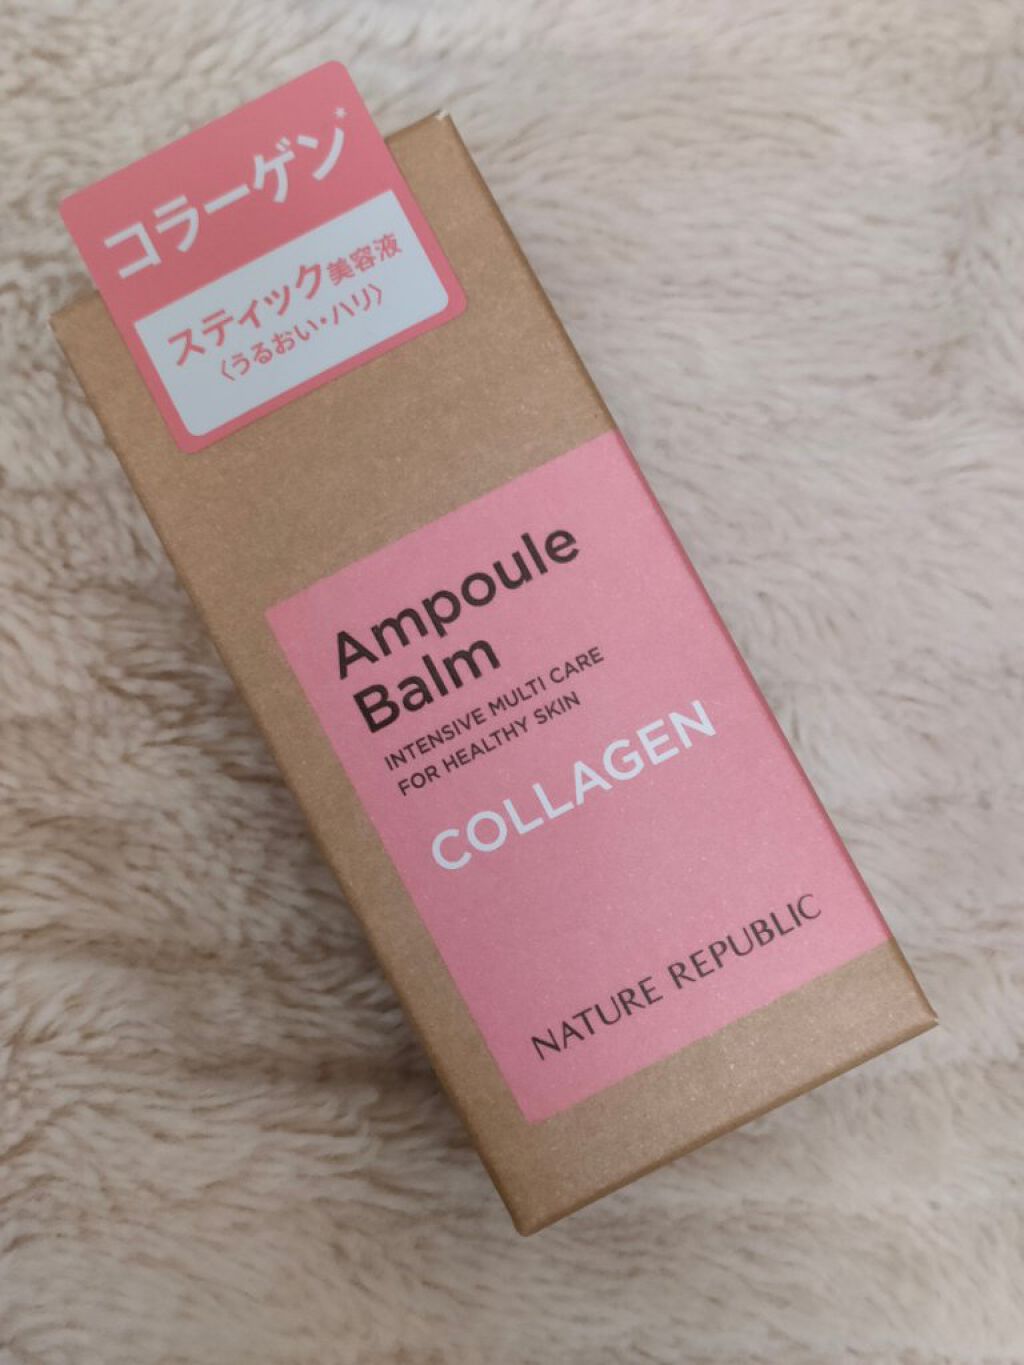 コラーゲン*
スティック美容液
〈うるおい・ハリ〉
Ampoule
Balm
INTENSIVE MULTI CARE
FOR HEALTHY SKIN
COLLAGEN
NATURE REPUBLIC